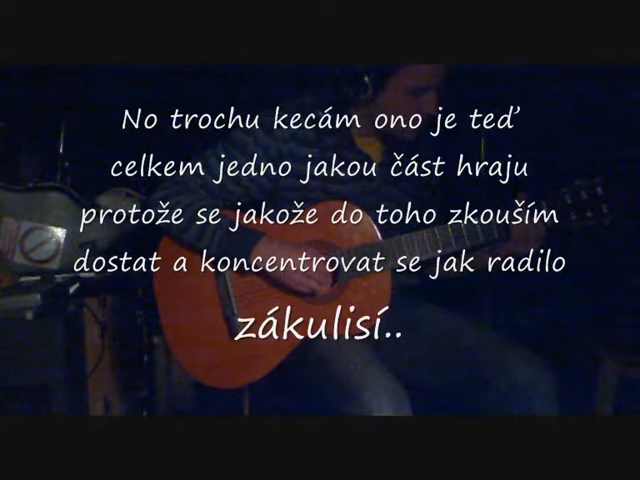 No trochu kecám ono je teď
celkem jedno jakou část hraju
protože se jakože do toho zkouším
dostat a koncentrovat se jak radilo
zákulisí..